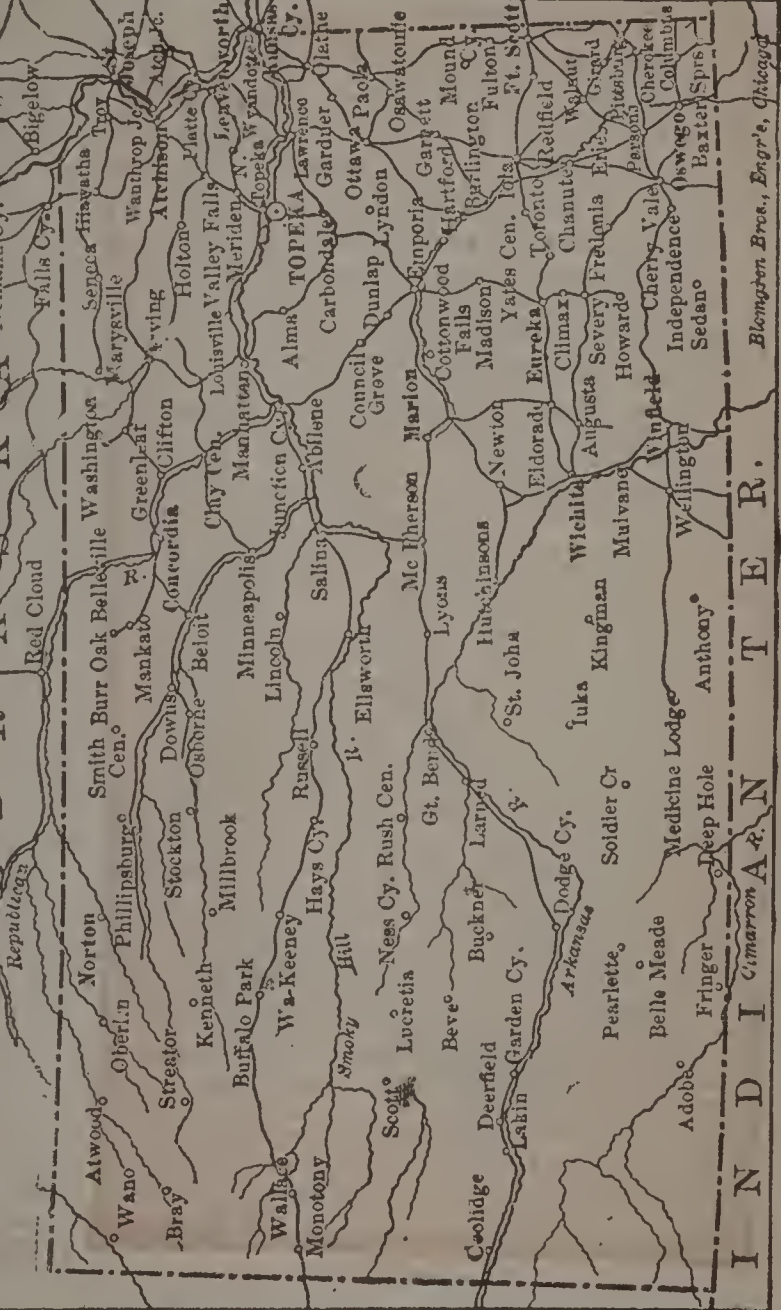 Republican
Red Cloud
Falls Cy.
Bigelow
St. Joseph
Troy
Hiawatha
Seneca
Marysville
Washington
Belleville
Burr Oak
Smith Cen.
Phillipsburg
Norton
Oberlin
Atwood
Wano
Bray
Streator
Kenneth
Stockton
Millbrook
Downs
Osborne
Beloit
Mankato
R.
Concordia
Greenleaf
Clifton
Clay Cen.
Irving
Winthrop Jc.
Atch. Jc.
Atchison
Platte Cy.
Holton
Louisville
Valley Falls
Meriden
N. Topeka
Leavenworth
Wyandotte
Kansas Cy.
Lawrence
TOPEKA
Manhattan
Alma
Junction Cy.
Abilene
Salina
Minneapolis
Lincoln
Ellsworth
Russell
Hays Cy.
Wa-Keeney
Buffalo Park
Wallace
Monotony
Smoky
Hill
R.
Carbondale
Gardner
Olathe
Ottawa
Paola
Lyndon
Osawatomie
Council Grove
Dunlap
Emporia
Hartford
Garnett
Mound Cy.
Burlington
Fulton
Ft. Scott
Cottonwood Falls
Marion
Mc Pherson
Lyons
Gt. Bend
Rush Cen.
Ness Cy.
Lucretia
Scott
Beve
Buckner
Larned
R.
St. John
Hutchinsons
Newton
Madison
Yates Cen.
Iola
Redfield
Walnut
Girard
Toronto
Chanute
Erie
Pittsburg
Cherokee
Columbus
Parsons
Oswego
Baxter Sprs
Eureka
Climax
Severy
Fredonia
Howard
Eldorado
Augusta
Wichita
Mulvane
Winfield
Wellington
Cherry Vale
Independence
Sedan
Kingman
Iuka
Anthony
Medicine Lodge
Soldier Cr
Deep Hole
Dodge Cy.
Arkansas
Garden Cy.
Deerfield
Lakin
Coolidge
Pearlette
Belle Meade
Fringer
Adobe
Cimarron R.
INDIAN TER.
Blomgren Bros., Engr's, Chicago